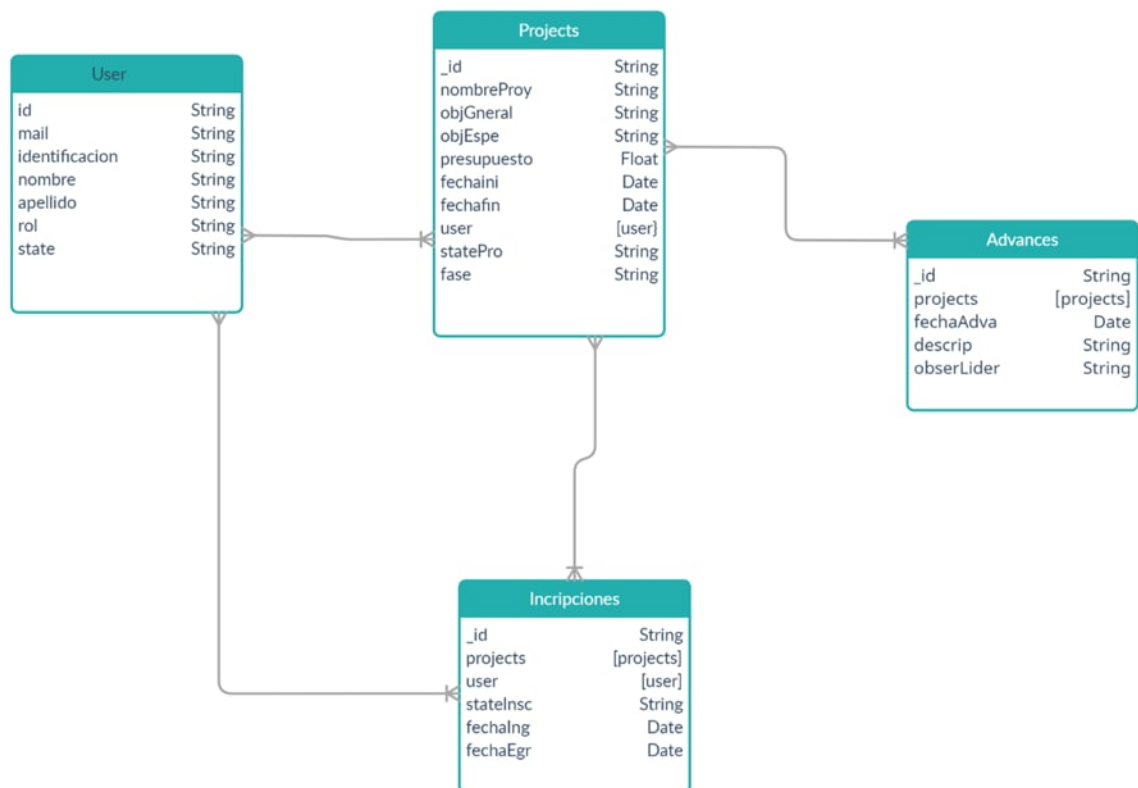 User
id String
mail String
identificacion String
nombre String
apellido String
rol String
state String
Projects
_id String
nombreProy String
objGneral String
objEspe String
presupuesto Float
fechaini Date
fechafin Date
user [user]
statePro String
fase String
Advances
_id String
projects [projects]
fechaAdva Date
descrip String
obserLider String
Incripciones
_id String
projects [projects]
user [user]
stateInsc String
fechaIng Date
fechaEgr Date